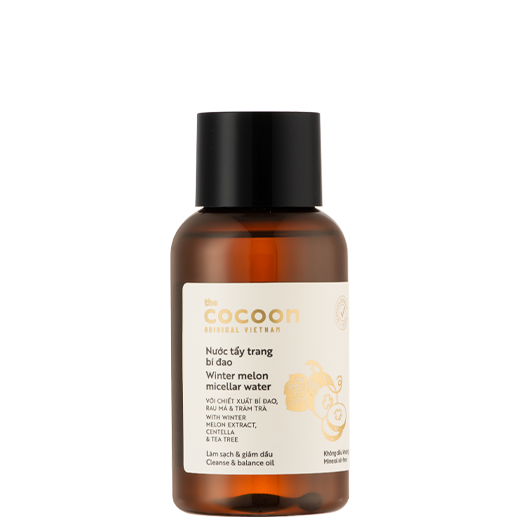 the
cocoon
ORIGINAL VIETNAM
Nước tẩy trang
bí đao
Winter melon
micellar water
VỚI CHIẾT XUẤT BÍ ĐAO,
RAU MÁ & TRÀM TRÀ
WITH WINTER
MELON EXTRACT,
CENTELLA
& TEA TREE
Làm sạch & giảm dầu
Cleanse & balance oil
Không dầu
Mineral oil-free